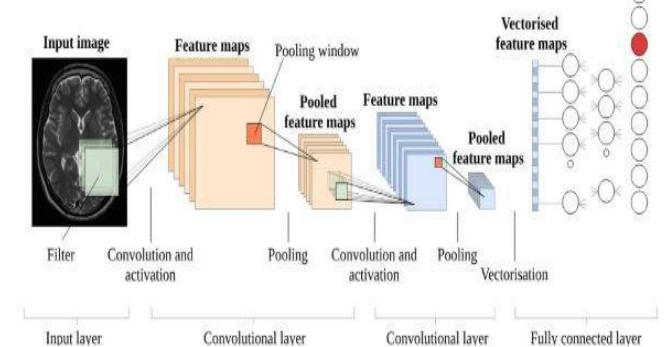 Input image
Feature maps
Pooling window
Pooled
feature maps
Feature maps
Pooled
feature maps
Vectorised
feature maps
Filter
Convolution and
activation
Pooling
Convolution and
activation
Pooling
Vectorisation
Input layer
Convolutional layer
Convolutional layer
Fully connected layer